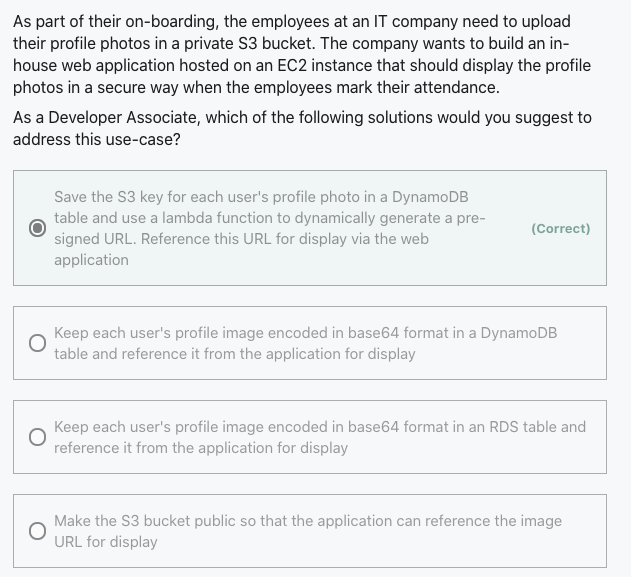 As part of their on-boarding, the employees at an IT company need to upload
their profile photos in a private S3 bucket. The company wants to build an in-
house web application hosted on an EC2 instance that should display the profile
photos in a secure way when the employees mark their attendance.
As a Developer Associate, which of the following solutions would you suggest to
address this use-case?
Save the S3 key for each user's profile photo in a DynamoDB
table and use a lambda function to dynamically generate a pre-
signed URL. Reference this URL for display via the web
application
(Correct)
Keep each user's profile image encoded in base64 format in a DynamoDB
table and reference it from the application for display
Keep each user's profile image encoded in base64 format in an RDS table and
reference it from the application for display
Make the S3 bucket public so that the application can reference the image
URL for display